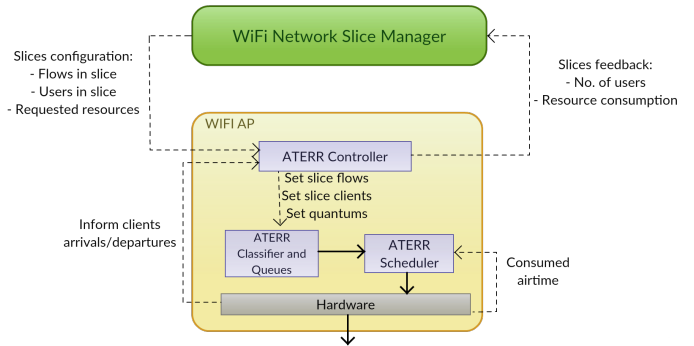 WiFi Network Slice Manager
Slices configuration:
- Flows in slice
- Users in slice
- Requested resources
Slices feedback:
- No. of users
- Resource consumption
WIFI AP
ATERR Controller
Set slice flows
Set slice clients
Set quantums
Inform clients
arrivals/departures
ATERR
Classifier and
Queues
ATERR
Scheduler
Consumed
airtime
Hardware